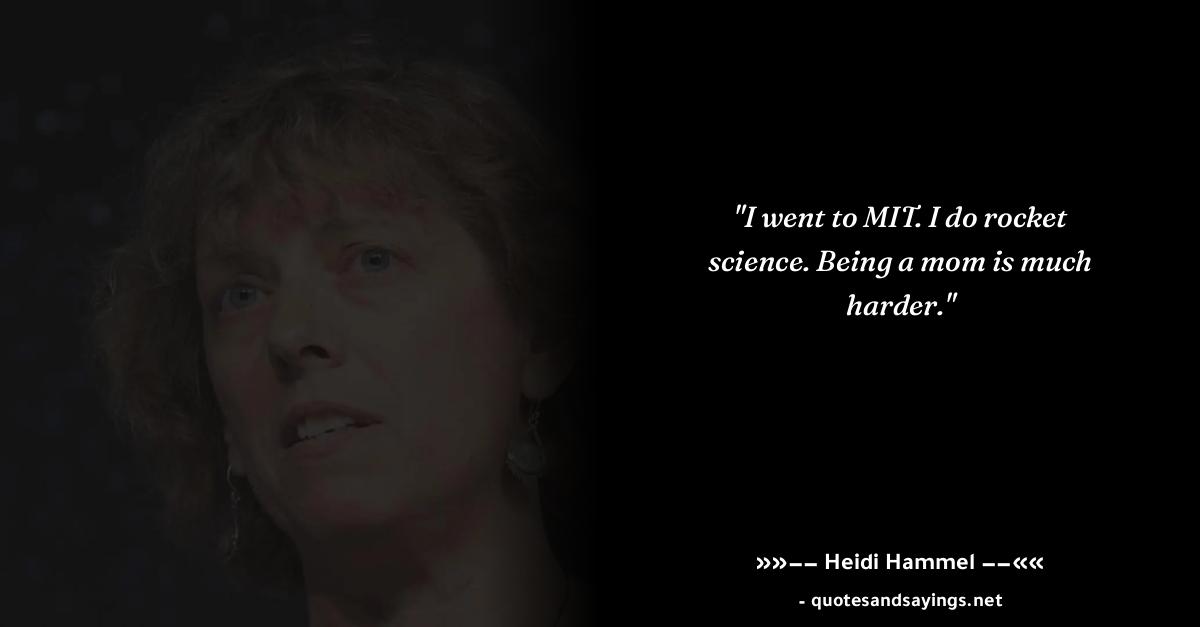 "I went to MIT. I do rocket
science. Being a mom is much
harder."
»»–– Heidi Hammel ––««
- quotesandsayings.net